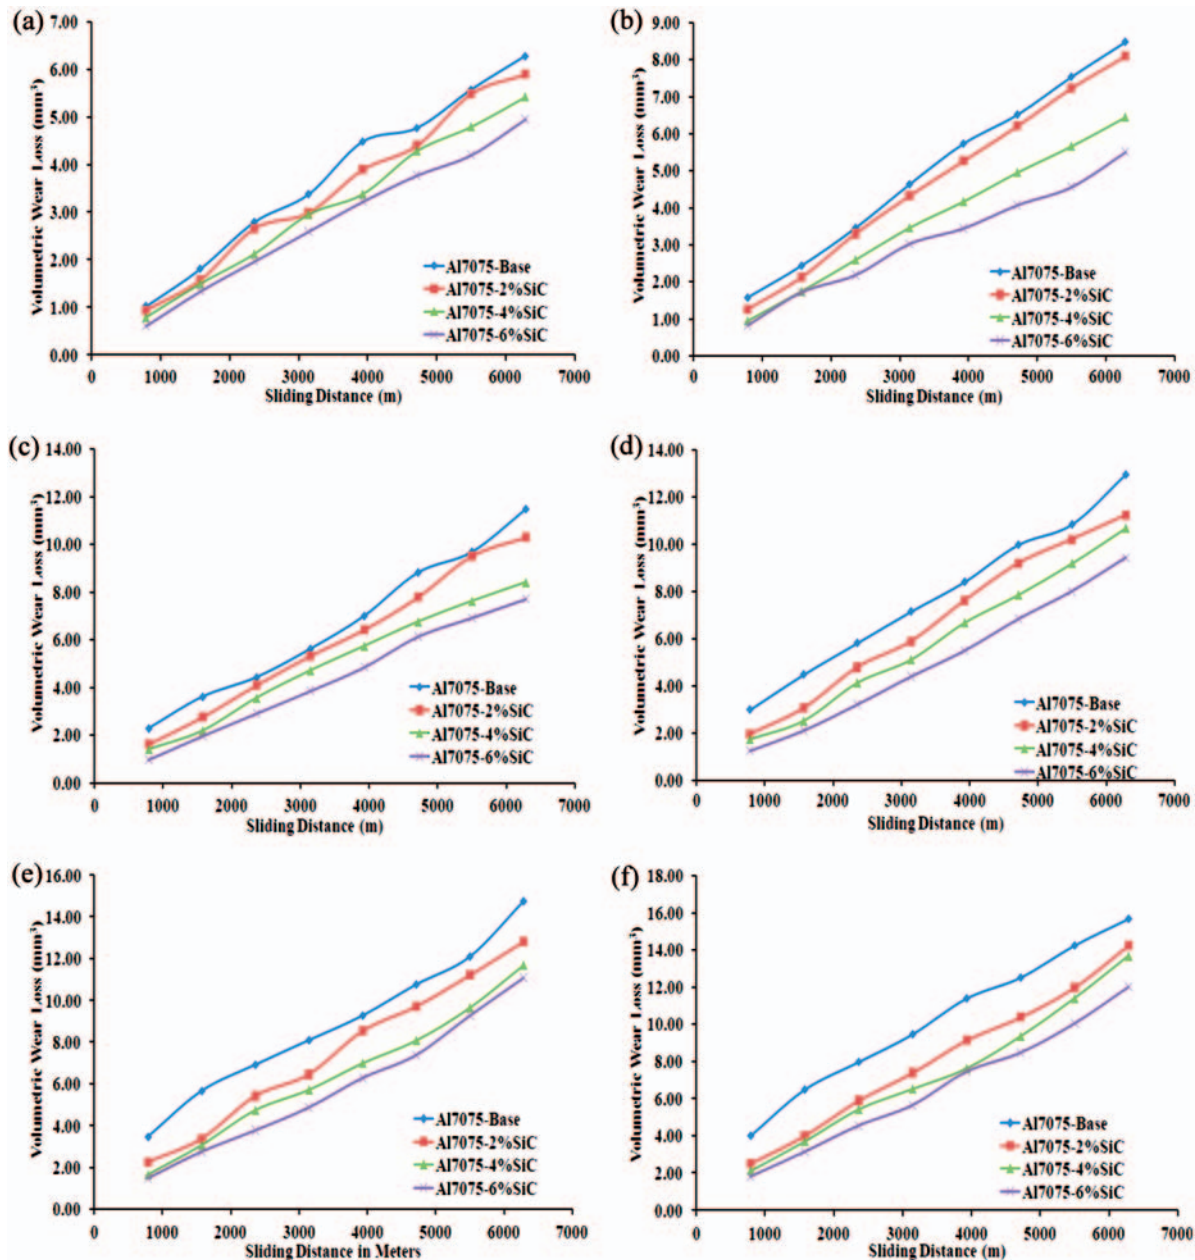 (a)
7.00
6.00
5.00
4.00
3.00
2.00
1.00
0.00
Volumetric Wear Loss (mm³)
Al7075-Base
Al7075-2%SiC
Al7075-4%SiC
Al7075-6%SiC
0 1000 2000 3000 4000 5000 6000 7000
Sliding Distance (m)
(b)
9.00
8.00
7.00
6.00
5.00
4.00
3.00
2.00
1.00
0.00
Volumetric Wear Loss (mm³)
Al7075-Base
Al7075-2%SiC
Al7075-4%SiC
Al7075-6%SiC
0 1000 2000 3000 4000 5000 6000 7000
Sliding Distance (m)
(c)
14.00
12.00
10.00
8.00
6.00
4.00
2.00
0.00
Volumetric Wear Loss (mm³)
Al7075-Base
Al7075-2%SiC
Al7075-4%SiC
Al7075-6%SiC
0 1000 2000 3000 4000 5000 6000 7000
Sliding Distance (m)
(d)
14.00
12.00
10.00
8.00
6.00
4.00
2.00
0.00
Volumetric Wear Loss (mm³)
Al7075-Base
Al7075-2%SiC
Al7075-4%SiC
Al7075-6%SiC
0 1000 2000 3000 4000 5000 6000 7000
Sliding Distance (m)
(e)
16.00
14.00
12.00
10.00
8.00
6.00
4.00
2.00
0.00
Volumetric Wear Loss (mm³)
Al7075-Base
Al7075-2%SiC
Al7075-4%SiC
Al7075-6%SiC
0 1000 2000 3000 4000 5000 6000 7000
Sliding Distance in Meters
(f)
18.00
16.00
14.00
12.00
10.00
8.00
6.00
4.00
2.00
0.00
Volumetric Wear Loss (mm³)
Al7075-Base
Al7075-2%SiC
Al7075-4%SiC
Al7075-6%SiC
0 1000 2000 3000 4000 5000 6000 7000
Sliding Distance (m)